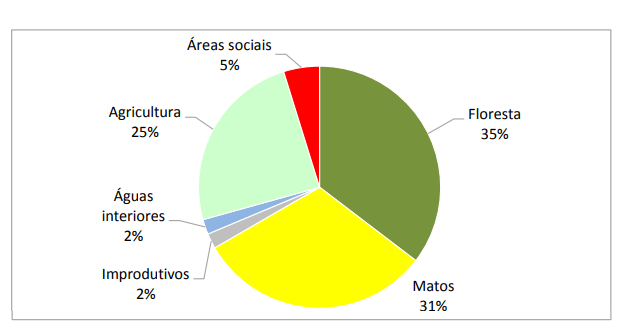 Áreas sociais
5%
Floresta
35%
Agricultura
25%
Águas
interiores
2%
Improdutivos
2%
Matos
31%